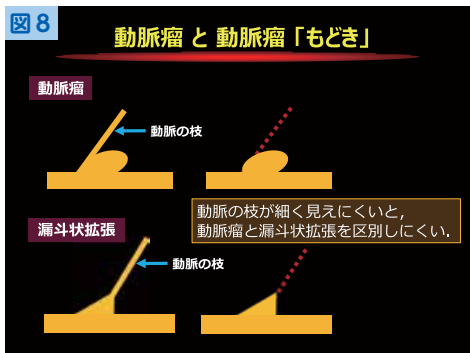 図8
動脈瘤 と 動脈瘤 「もどき」
動脈瘤
動脈の枝
動脈の枝が細く見えにくいと,
動脈瘤と漏斗状拡張を区別しにくい.
漏斗状拡張
動脈の枝